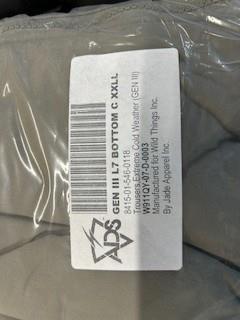 ADS
GEN III L7 BOTTOM C XXLL
8415-01-546-0118
Trousers,Extreme Cold Weather (GEN III)
W911QY-07-D-0003
Manufactured for Wild Things Inc.
By Jade Apparel Inc.